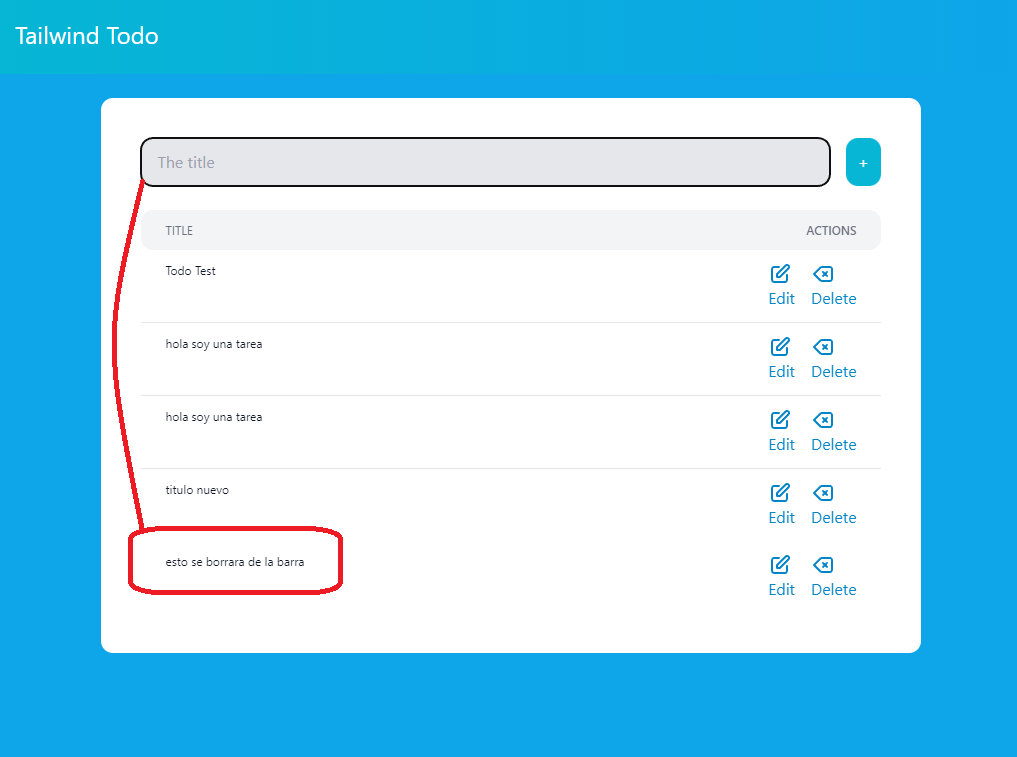 Tailwind Todo
The title
+
TITLE ACTIONS
Todo Test
Edit Delete
hola soy una tarea
Edit Delete
hola soy una tarea
Edit Delete
titulo nuevo
Edit Delete
esto se borrara de la barra
Edit Delete